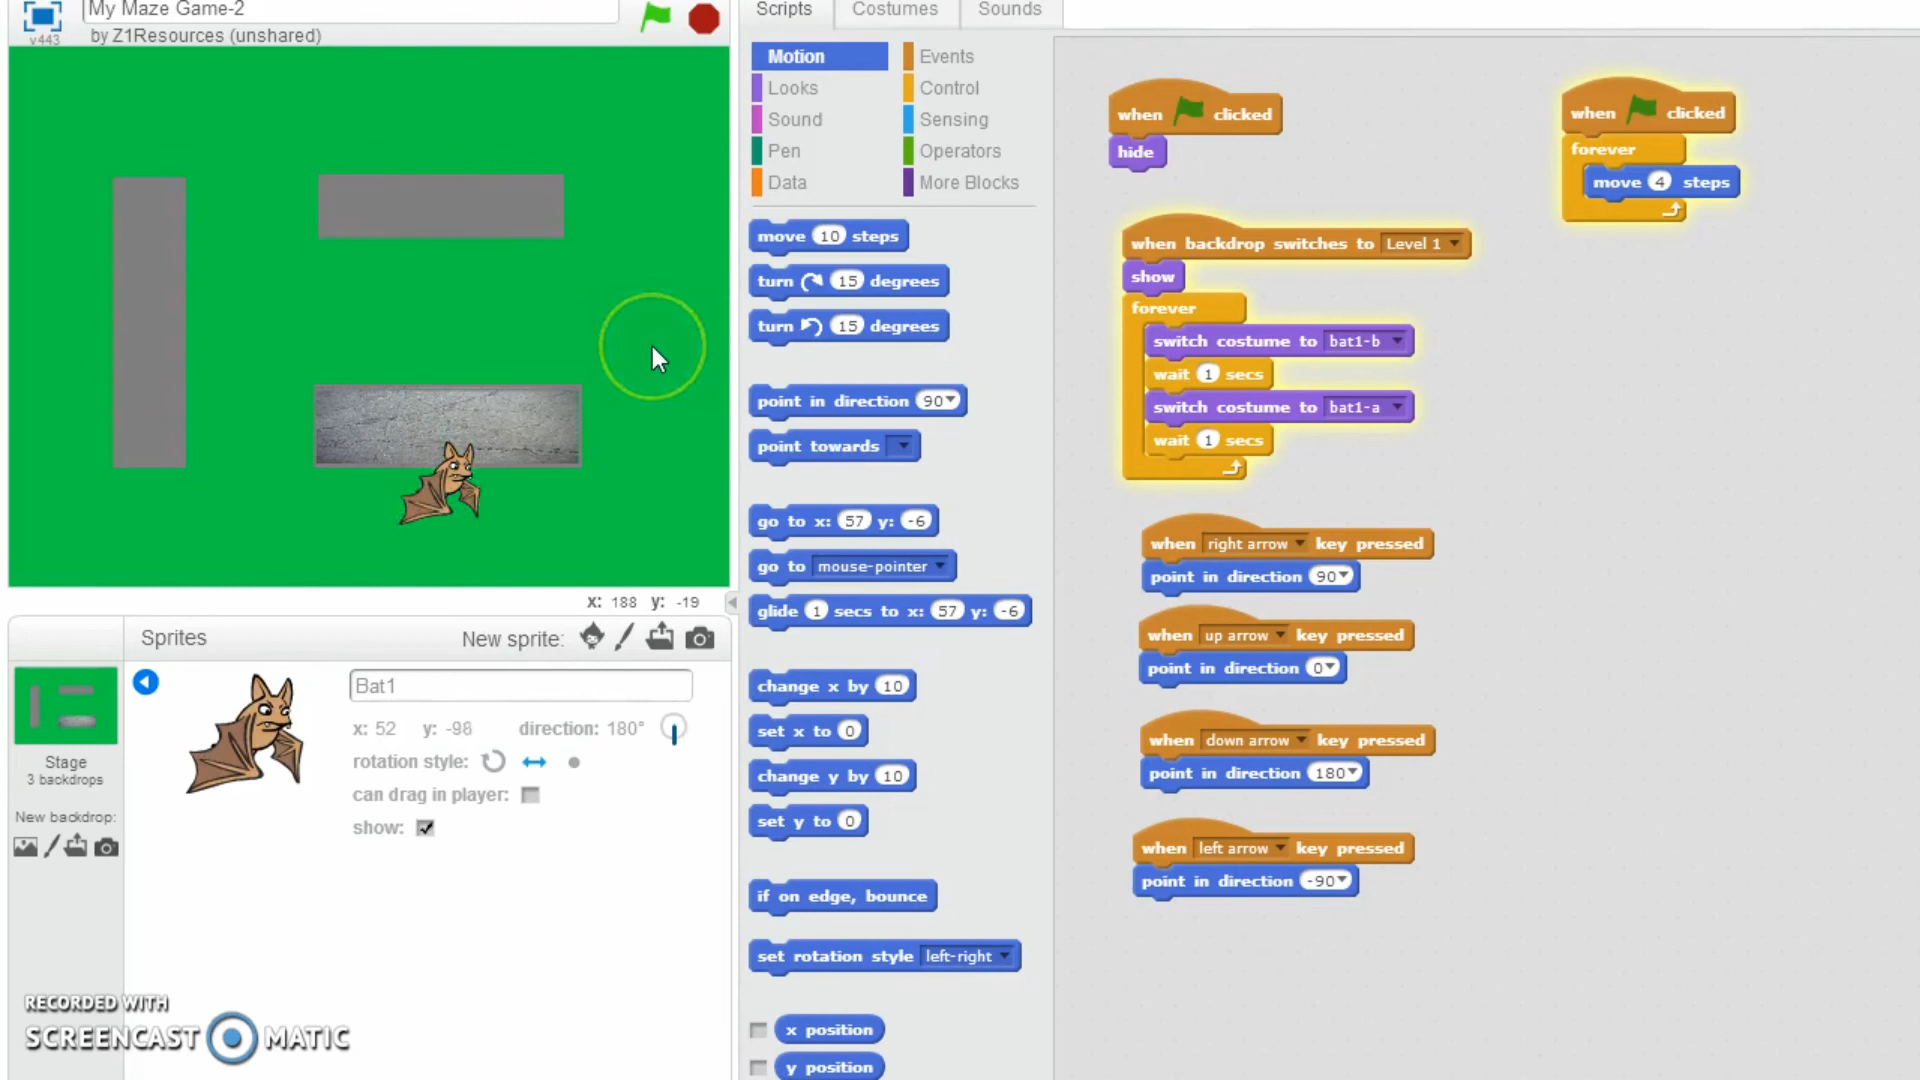 My Maze Game-2
v443
by Z1Resources (unshared)
Scripts
Costumes
Sounds
Motion
Looks
Sound
Pen
Data
Events
Control
Sensing
Operators
More Blocks
move 10 steps
turn 15 degrees
turn 15 degrees
point in direction 90
point towards
go to x: 57 y: -6
go to mouse-pointer
glide 1 secs to x: 57 y: -6
change x by 10
set x to 0
change y by 10
set y to 0
if on edge, bounce
set rotation style left-right
x position
y position
when clicked
hide
when backdrop switches to Level 1
show
forever
switch costume to bat1-b
wait 1 secs
switch costume to bat1-a
wait 1 secs
when right arrow key pressed
point in direction 90
when up arrow key pressed
point in direction 0
when down arrow key pressed
point in direction 180
when left arrow key pressed
point in direction -90
when clicked
forever
move 4 steps
x: 188 y: -19
Sprites
New sprite:
Bat1
x: 52 y: -98 direction: 180°
rotation style:
can drag in player:
show:
Stage
3 backdrops
New backdrop:
RECORDED WITH
SCREENCAST MATIC